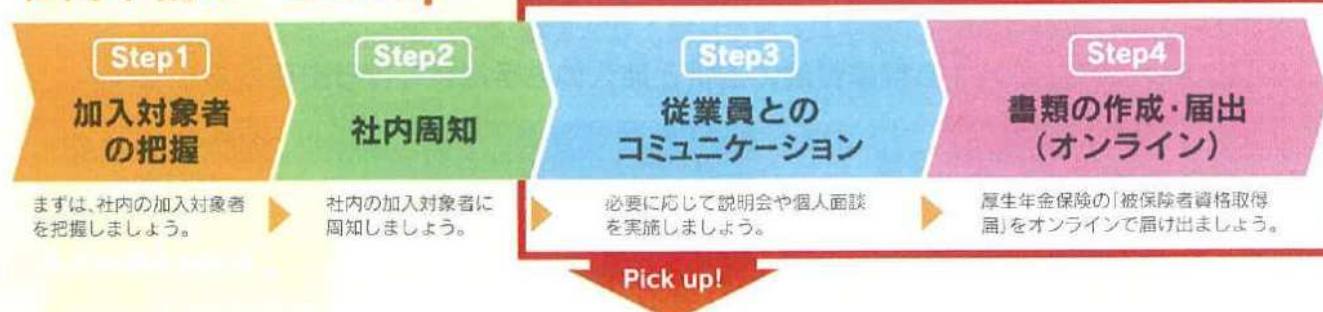 Step1
加入対象者
の把握
まずは、社内の加入対象者
を把握しましょう。
Step2
社内周知
社内の加入対象者に
周知しましょう。
Step3
従業員との
コミュニケーション
必要に応じて説明会や個人面談
を実施しましょう。
Step4
書類の作成・届出
(オンライン)
厚生年金保険の「被保険者資格取得
届」をオンラインで届け出ましょう。
Pick up!